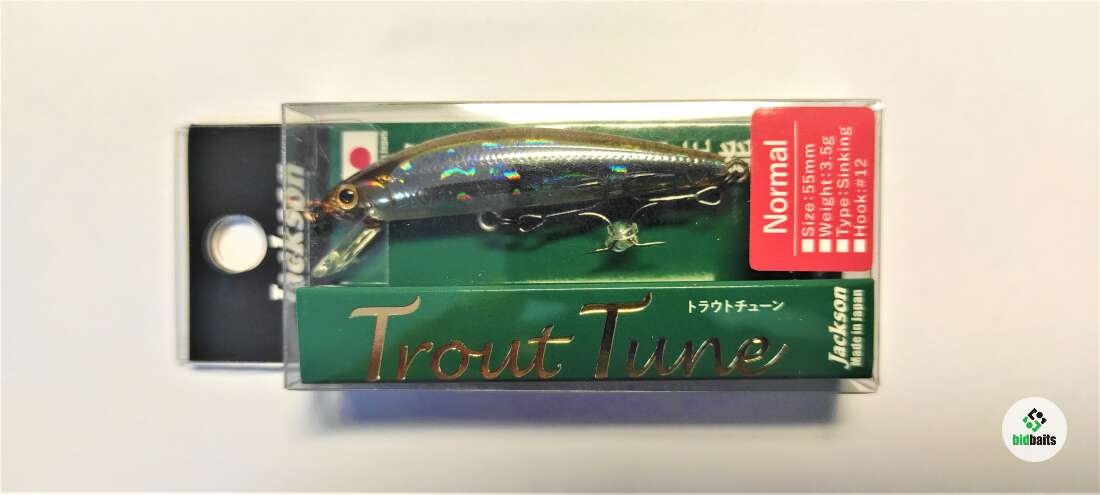 Jackson
Normal
■Size:55mm
■Weight:3.5g
■Type:Sinking
■Hook:#12
Trout Tune
トラウトチューン
Jackson
Made in Japan
bidbaits